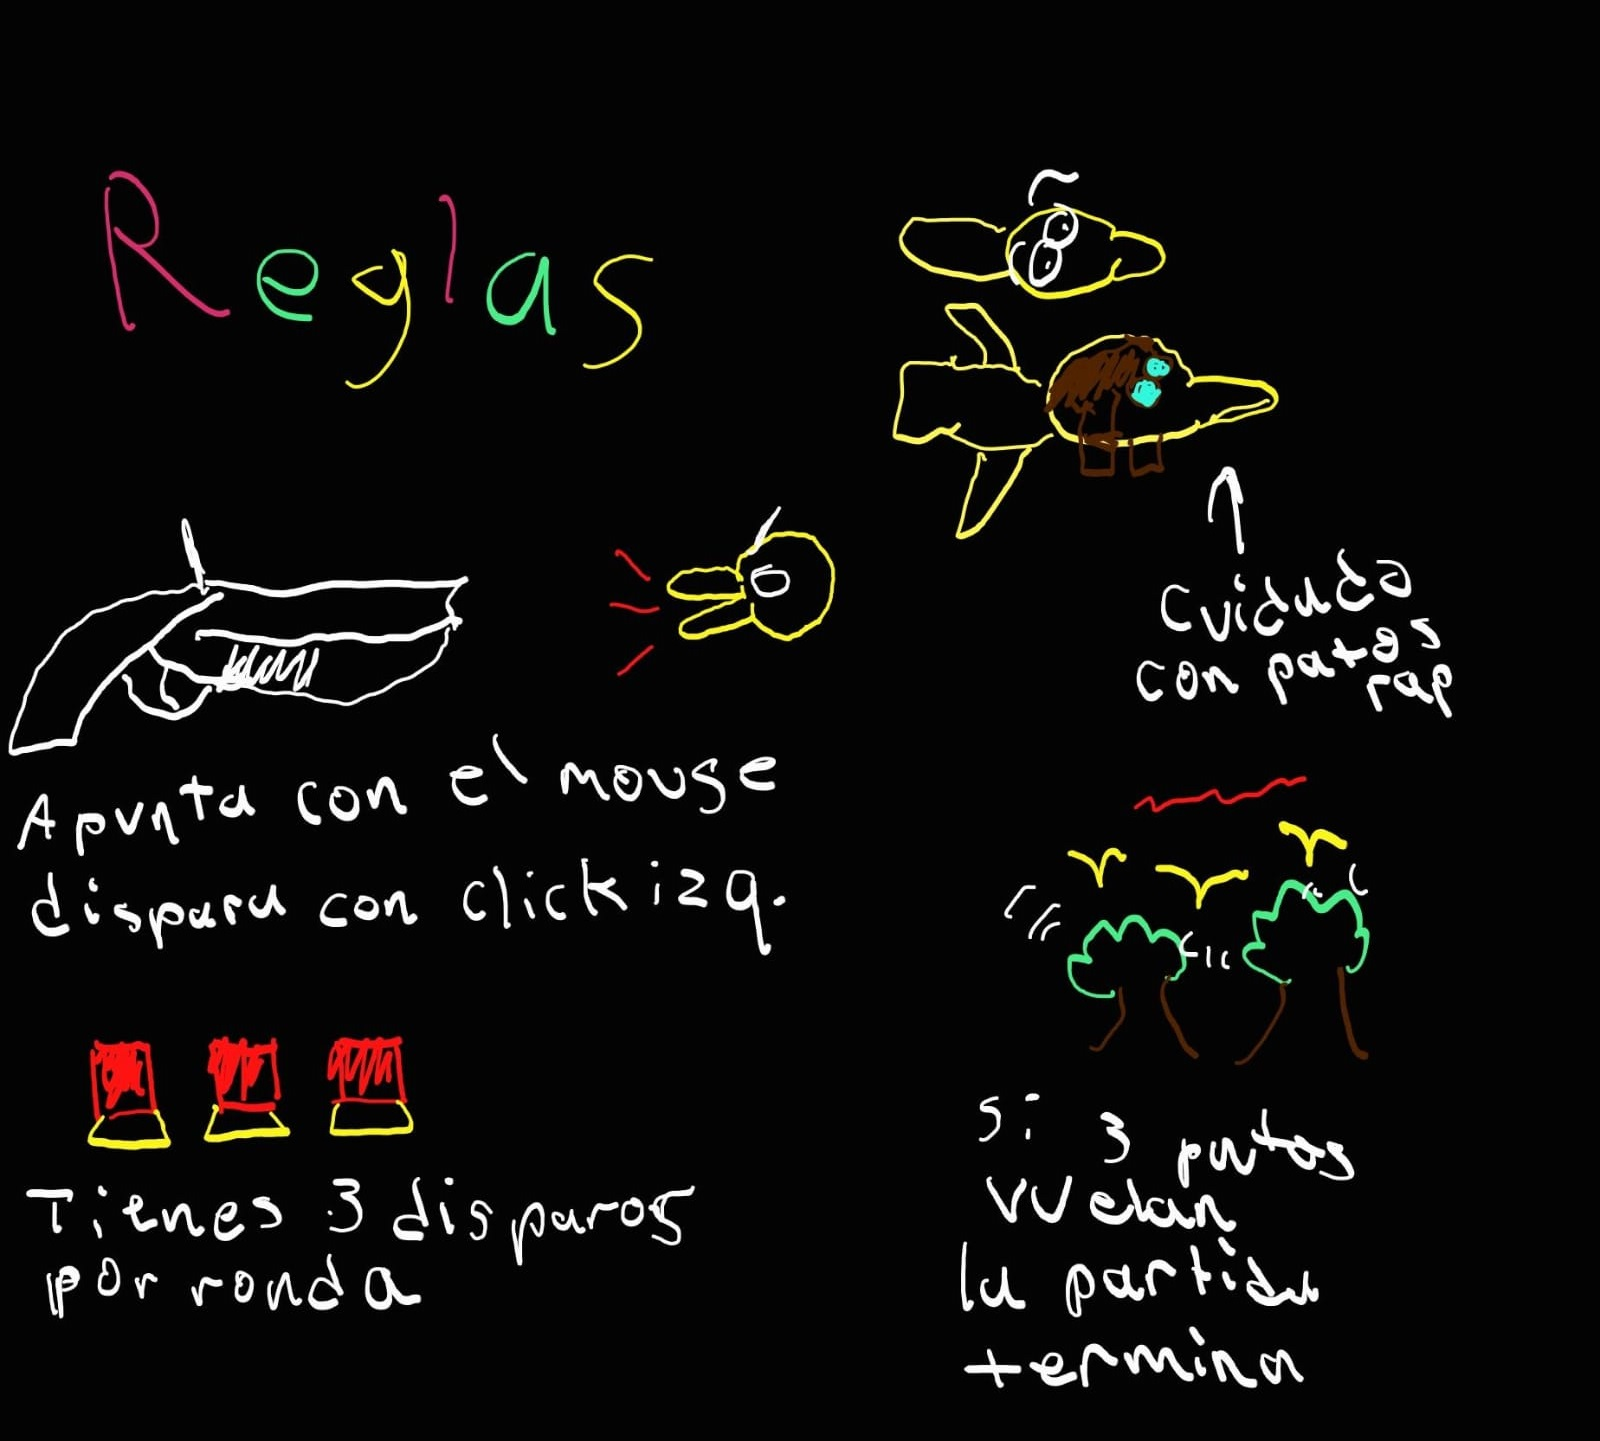 Reglas
Apunta con el mouse
dispara con click izq.
Tienes 3 disparos
por ronda
Cuidado
con patos
rap
si 3 patos
vuelan
la partida
termina